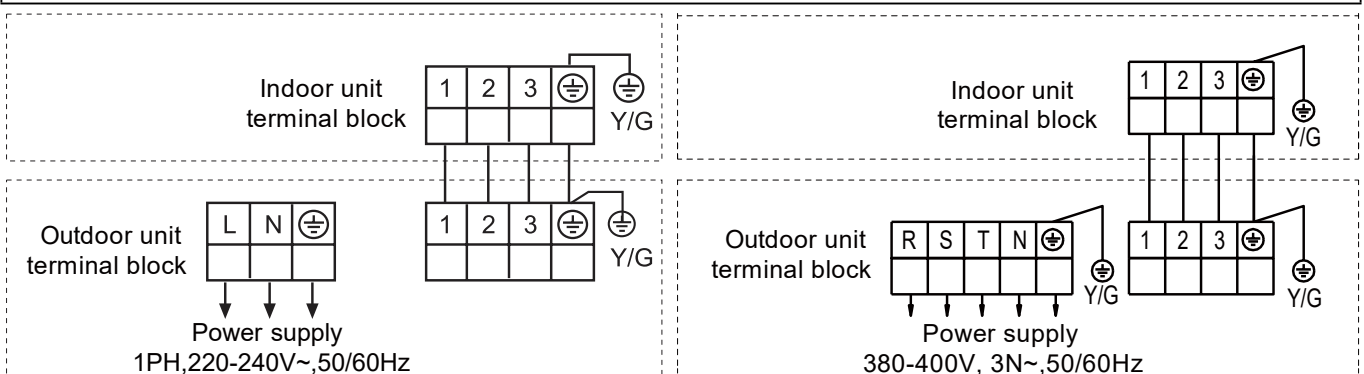 Indoor unit
terminal block
1 2 3
Y/G
Outdoor unit
terminal block
L N
1 2 3
Y/G
Power supply
1PH,220-240V~,50/60Hz
Indoor unit
terminal block
1 2 3
Y/G
Outdoor unit
terminal block
R S T N
Y/G
1 2 3
Y/G
Power supply
380-400V, 3N~,50/60Hz